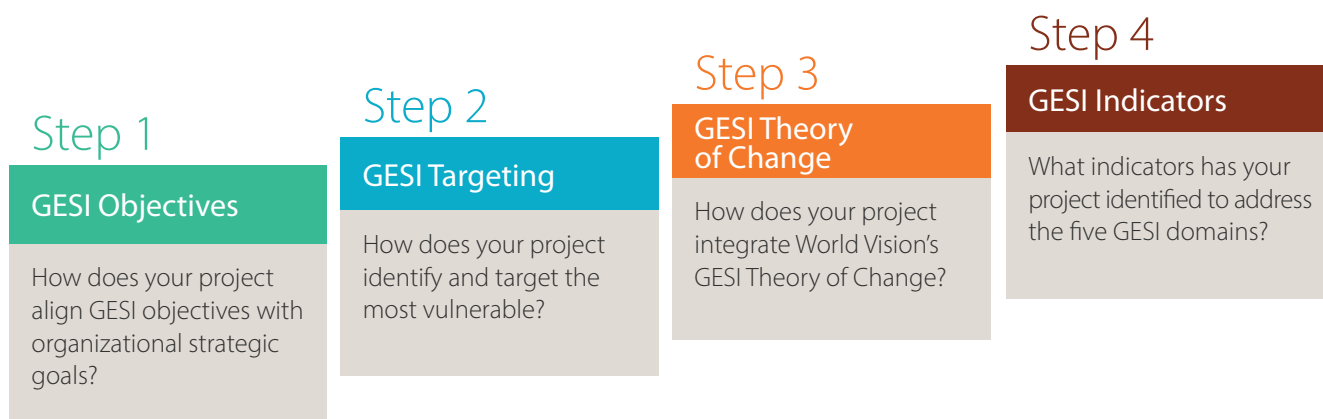 Step 1
GESI Objectives
How does your project
align GESI objectives with
organizational strategic
goals?
Step 2
GESI Targeting
How does your project
identify and target the
most vulnerable?
Step 3
GESI Theory
of Change
How does your project
integrate World Vision’s
GESI Theory of Change?
Step 4
GESI Indicators
What indicators has your
project identified to address
the five GESI domains?